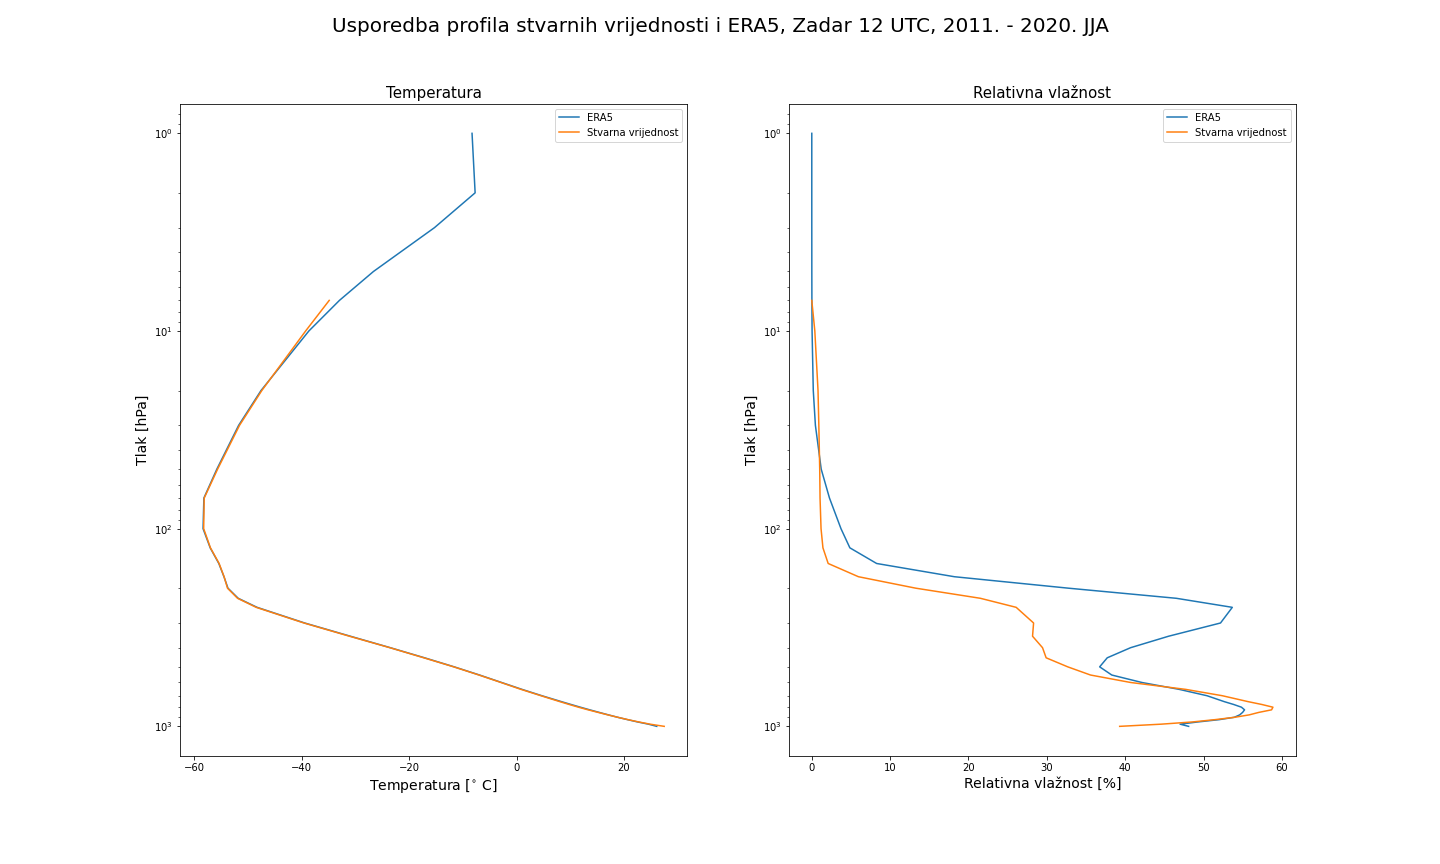 Usporedba profila stvarnih vrijednosti i ERA5, Zadar 12 UTC, 2011. - 2020. JJA
Temperatura
ERA5
Stvarna vrijednost
10⁰
10¹
10²
10³
Tlak [hPa]
−60 −40 −20 0 20
Temperatura [° C]
Relativna vlažnost
ERA5
Stvarna vrijednost
10⁰
10¹
10²
10³
Tlak [hPa]
0 10 20 30 40 50 60
Relativna vlažnost [%]